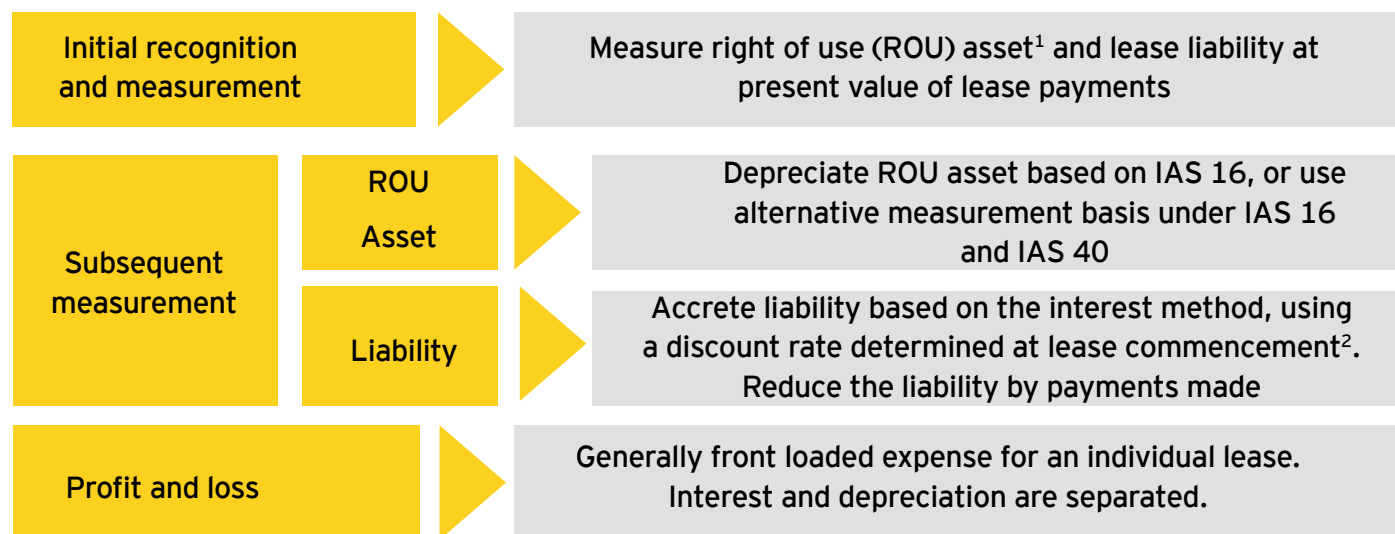 Initial recognition
and measurement
Measure right of use (ROU) asset¹ and lease liability at
present value of lease payments
Subsequent
measurement
ROU
Asset
Depreciate ROU asset based on IAS 16, or use
alternative measurement basis under IAS 16
and IAS 40
Liability
Accrete liability based on the interest method, using
a discount rate determined at lease commencement².
Reduce the liability by payments made
Profit and loss
Generally front loaded expense for an individual lease.
Interest and depreciation are separated.